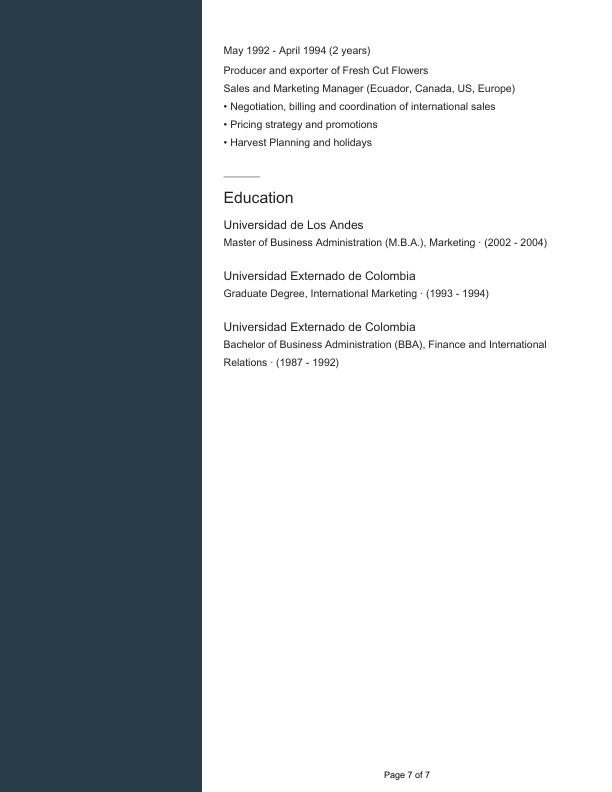 May 1992 - April 1994 (2 years)
Producer and exporter of Fresh Cut Flowers
Sales and Marketing Manager (Ecuador, Canada, US, Europe)
• Negotiation, billing and coordination of international sales
• Pricing strategy and promotions
• Harvest Planning and holidays
Education
Universidad de Los Andes
Master of Business Administration (M.B.A.), Marketing · (2002 - 2004)
Universidad Externado de Colombia
Graduate Degree, International Marketing · (1993 - 1994)
Universidad Externado de Colombia
Bachelor of Business Administration (BBA), Finance and International
Relations · (1987 - 1992)
Page 7 of 7